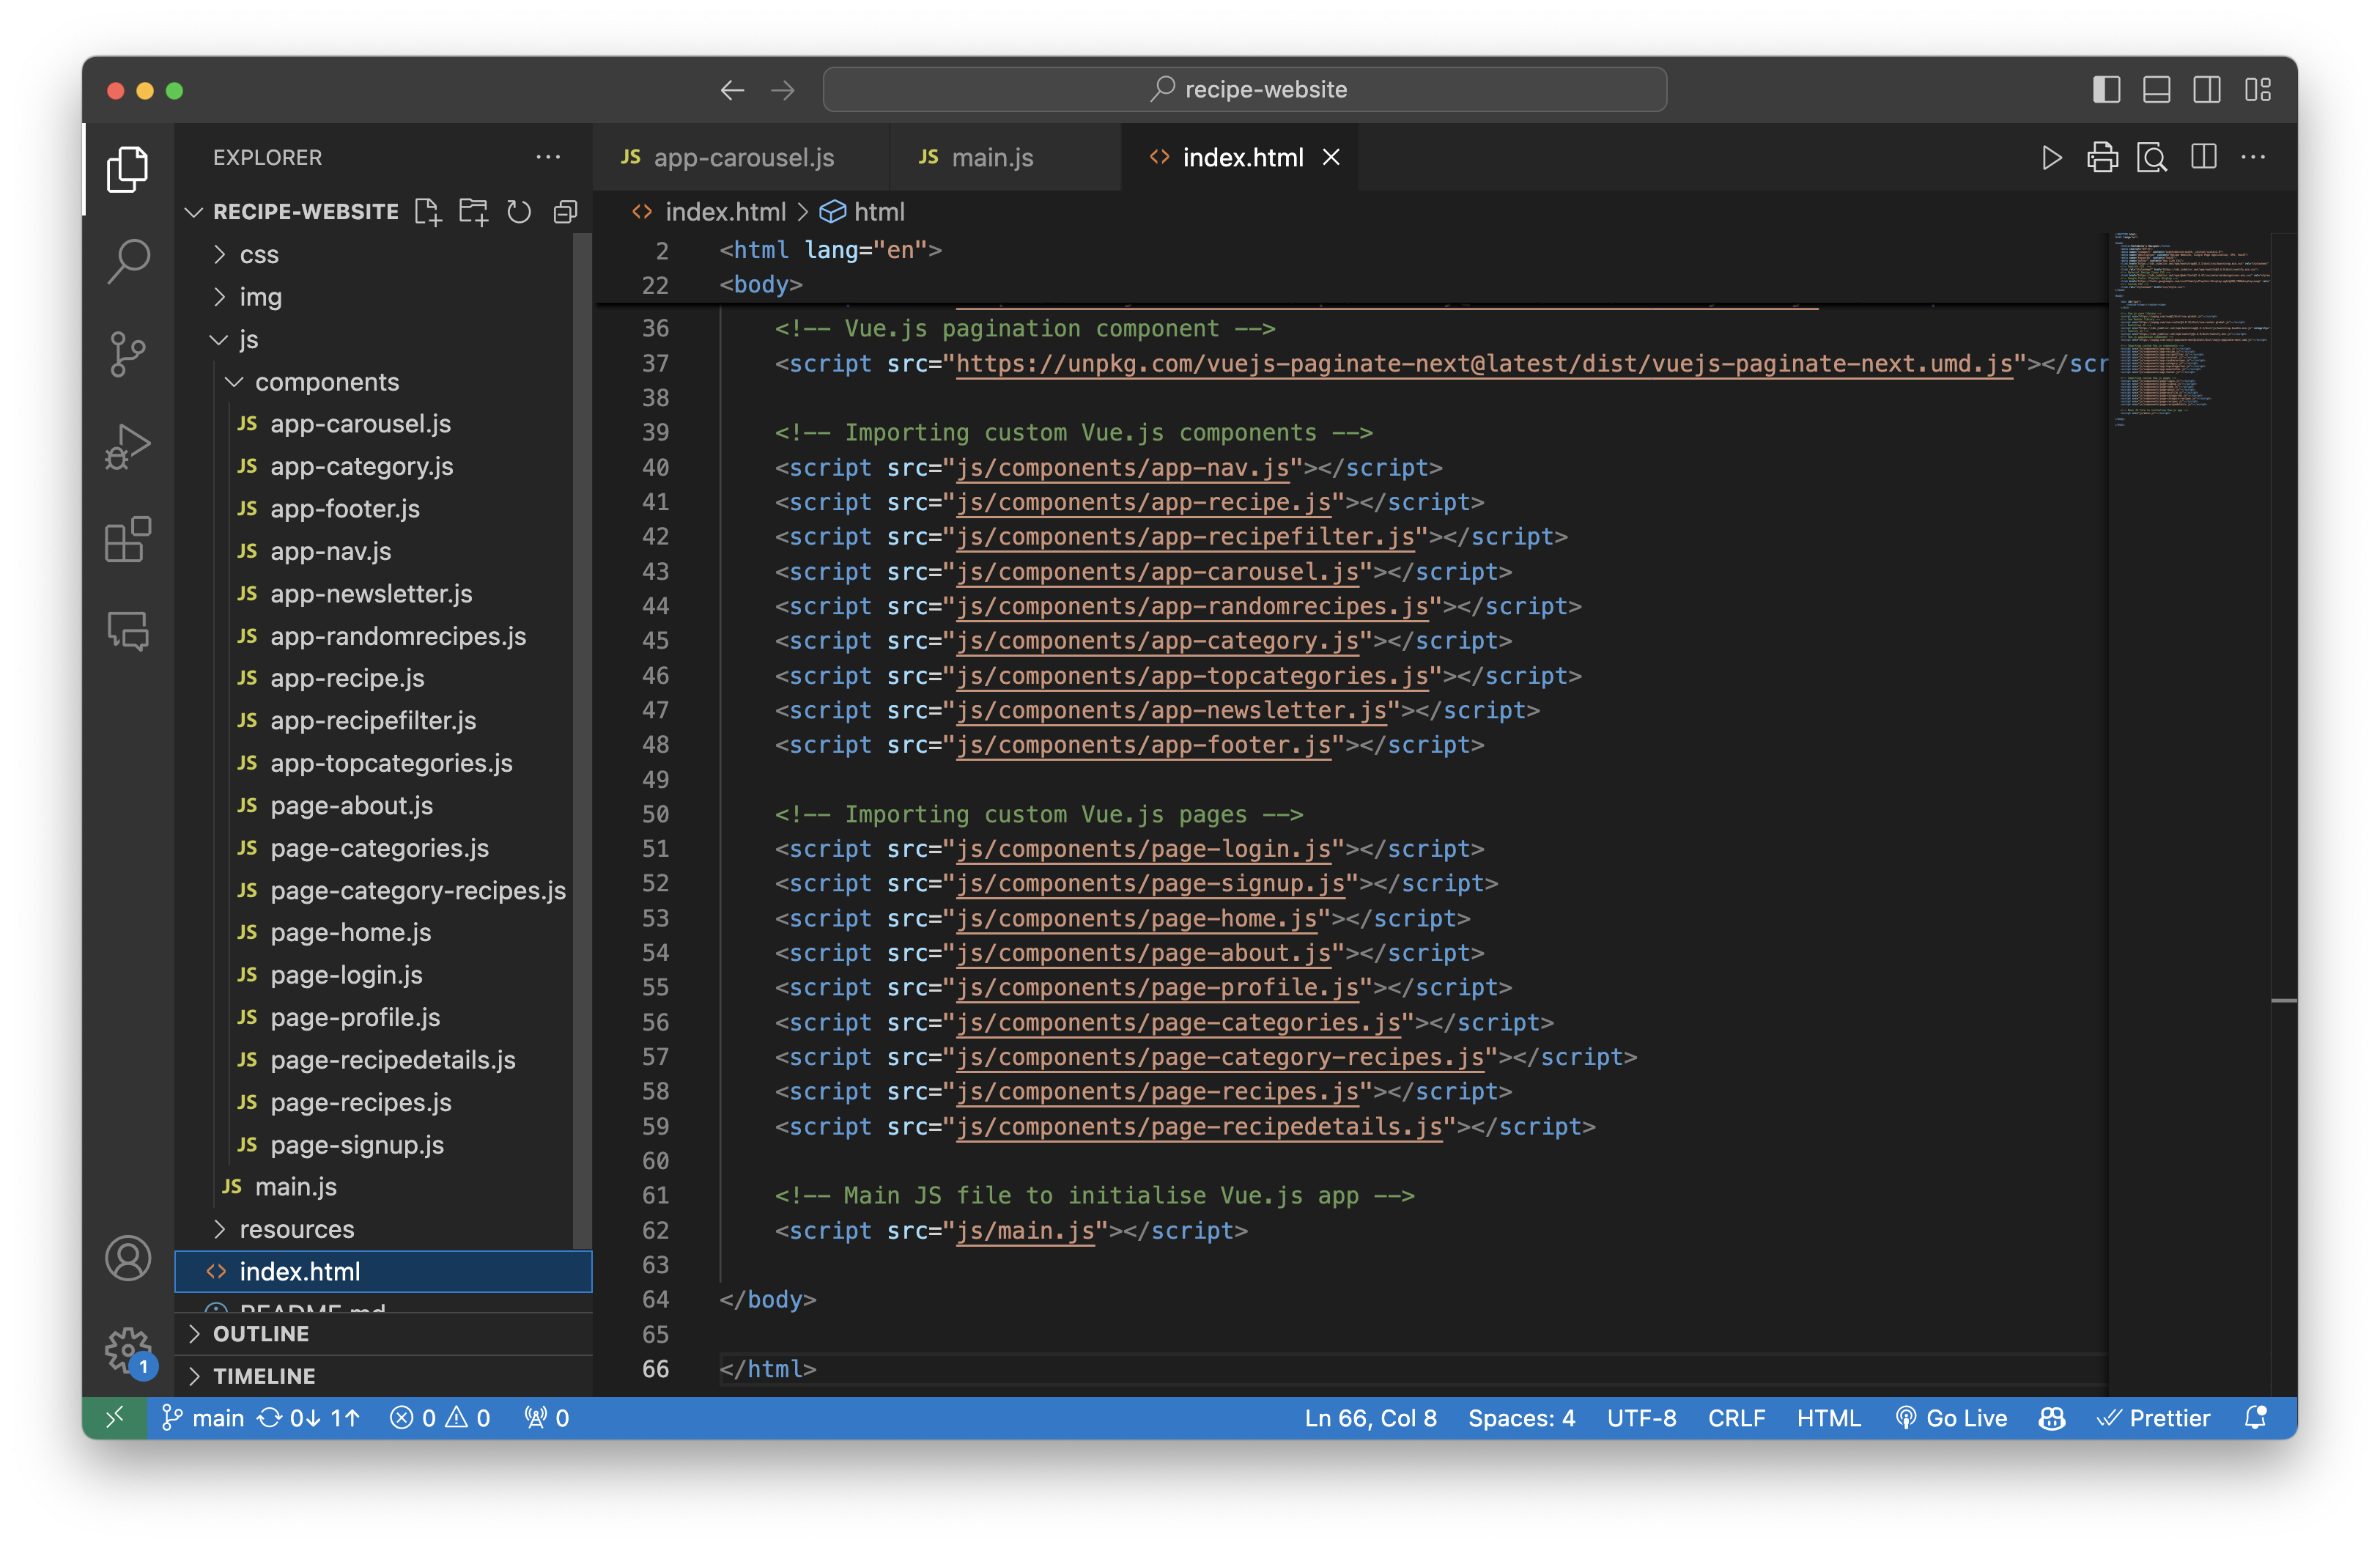 recipe-website
EXPLORER
RECIPE-WEBSITE
css
img
js
components
JS app-carousel.js
JS app-category.js
JS app-footer.js
JS app-nav.js
JS app-newsletter.js
JS app-randomrecipes.js
JS app-recipe.js
JS app-recipefilter.js
JS app-topcategories.js
JS page-about.js
JS page-categories.js
JS page-category-recipes.js
JS page-home.js
JS page-login.js
JS page-profile.js
JS page-recipedetails.js
JS page-recipes.js
JS page-signup.js
JS main.js
resources
<> index.html
README.md
OUTLINE
TIMELINE
1
JS app-carousel.js
JS main.js
<> index.html
<> index.html > html
2 <html lang="en">
22 <body>
36 <!-- Vue.js pagination component -->
37 <script src="https://unpkg.com/vuejs-paginate-next@latest/dist/vuejs-paginate-next.umd.js"></scr
38
39 <!-- Importing custom Vue.js components -->
40 <script src="js/components/app-nav.js"></script>
41 <script src="js/components/app-recipe.js"></script>
42 <script src="js/components/app-recipefilter.js"></script>
43 <script src="js/components/app-carousel.js"></script>
44 <script src="js/components/app-randomrecipes.js"></script>
45 <script src="js/components/app-category.js"></script>
46 <script src="js/components/app-topcategories.js"></script>
47 <script src="js/components/app-newsletter.js"></script>
48 <script src="js/components/app-footer.js"></script>
49
50 <!-- Importing custom Vue.js pages -->
51 <script src="js/components/page-login.js"></script>
52 <script src="js/components/page-signup.js"></script>
53 <script src="js/components/page-home.js"></script>
54 <script src="js/components/page-about.js"></script>
55 <script src="js/components/page-profile.js"></script>
56 <script src="js/components/page-categories.js"></script>
57 <script src="js/components/page-category-recipes.js"></script>
58 <script src="js/components/page-recipes.js"></script>
59 <script src="js/components/page-recipedetails.js"></script>
60
61 <!-- Main JS file to initialise Vue.js app -->
62 <script src="js/main.js"></script>
63
64 </body>
65
66 </html>
main 0↓ 1↑ 0 0 0 Ln 66, Col 8 Spaces: 4 UTF-8 CRLF HTML Go Live Prettier